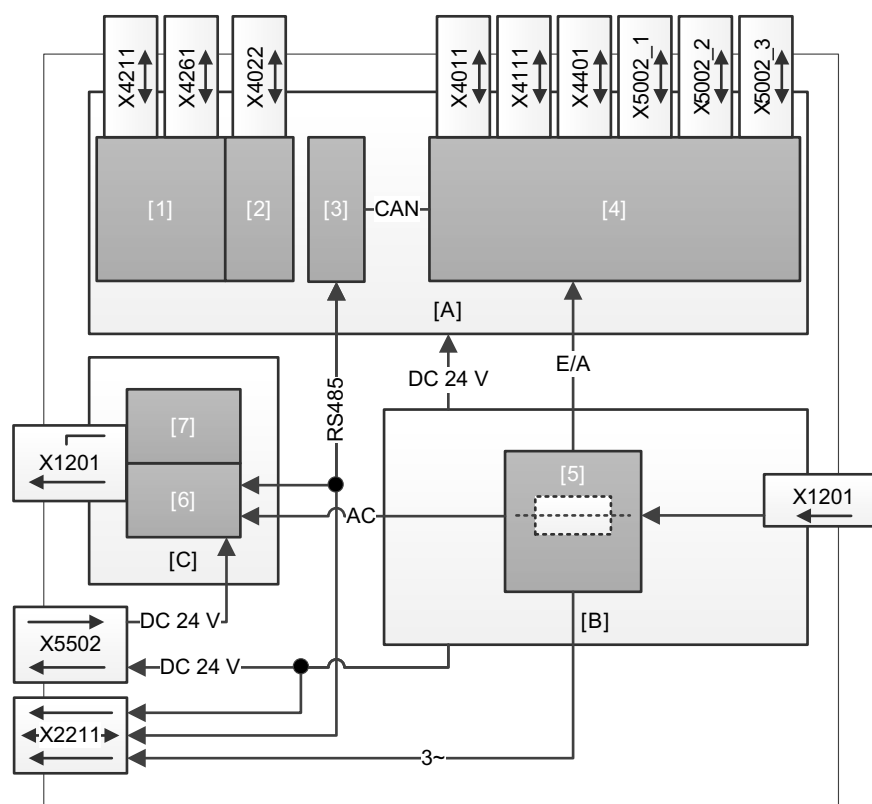 X4211
X4261
X4022
X4011
X4111
X4401
X5002_1
X5002_2
X5002_3
[1]
[2]
[3]
CAN
[4]
[A]
DC 24 V
E/A
RS485
[7]
X1201
[6]
[C]
AC
[5]
X1201
[B]
DC 24 V
X5502
DC 24 V
X2211
3~